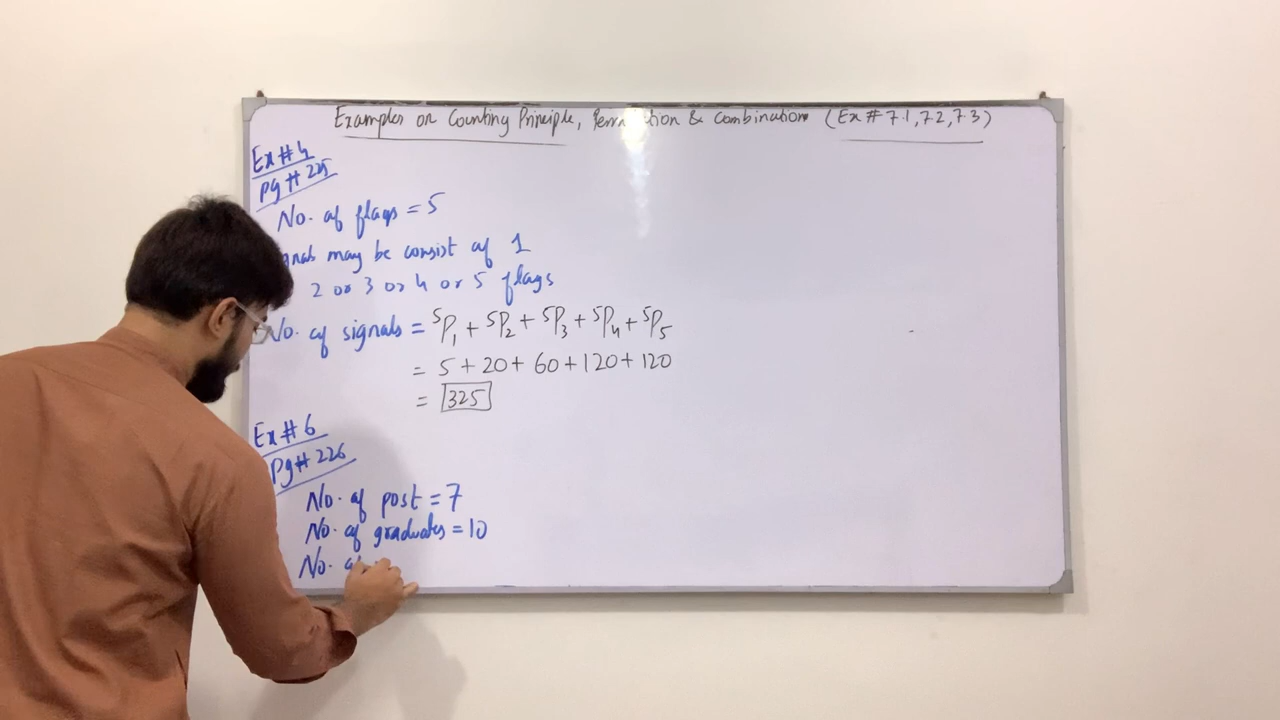 Examples on Counting Principle, & Combination (Ex # 7.1, 7.2, 7.3)
Ex # 4
Pg # 225
No. of flags = 5
may be consist of 1
2 or 3 or 4 or 5 flags
No. of signals = ⁵P₁ + ⁵P₂ + ⁵P₃ + ⁵P₄ + ⁵P₅
= 5 + 20 + 60 + 120 + 120
= 325
Ex # 6
Pg # 226
No. of post = 7
No. of graduates = 10
No. of